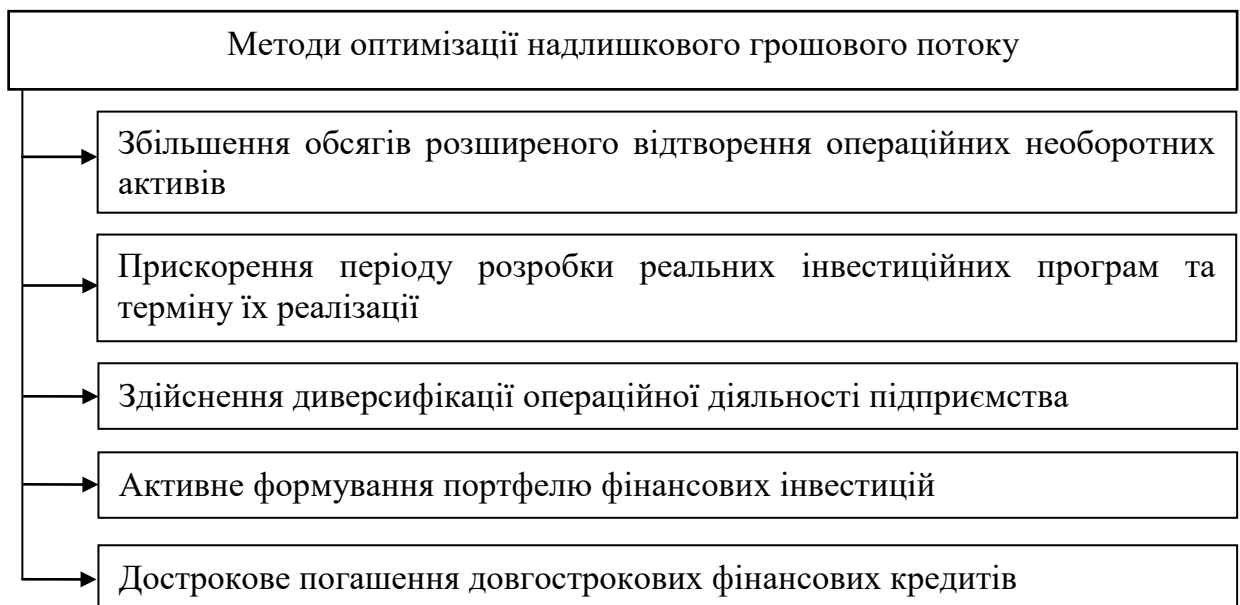 Методи оптимізації надлишкового грошового потоку
Збільшення обсягів розширеного відтворення операційних необоротних
активів
Прискорення періоду розробки реальних інвестиційних програм та
терміну їх реалізації
Здійснення диверсифікації операційної діяльності підприємства
Активне формування портфелю фінансових інвестицій
Дострокове погашення довгострокових фінансових кредитів